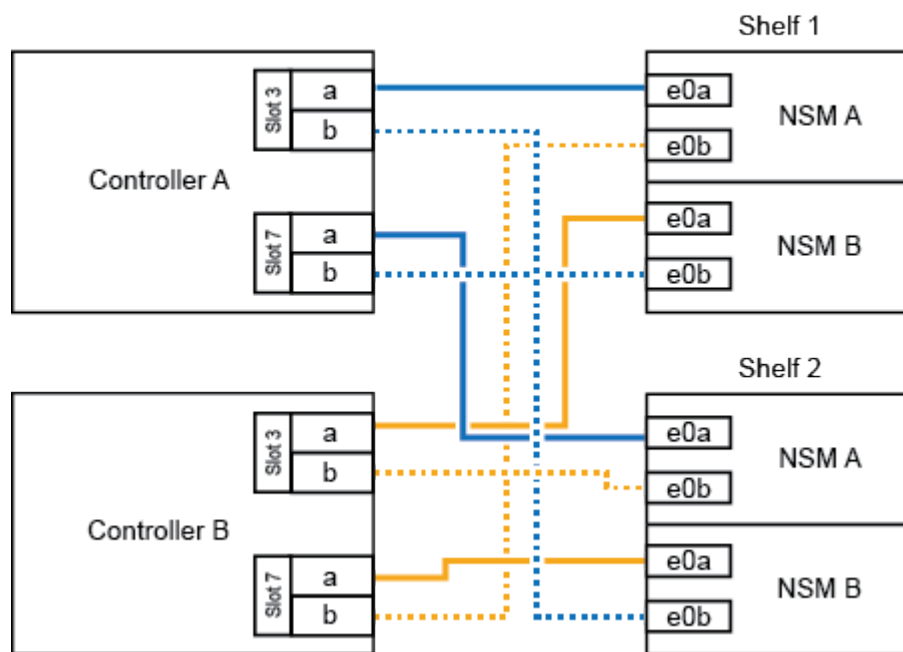 Controller A
Slot 3
a
b
Slot 7
a
b
Shelf 1
e0a
e0b
NSM A
e0a
e0b
NSM B
Controller B
Slot 3
a
b
Slot 7
a
b
Shelf 2
e0a
e0b
NSM A
e0a
e0b
NSM B